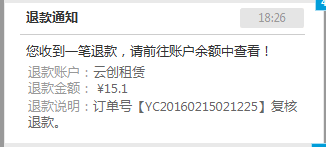 退款通知 18:26
您收到一笔退款，请前往账户余额中查看！
退款账户：云创租赁
退款金额： ¥15.1
退款说明：订单号【YC20160215021225】复核
退款。